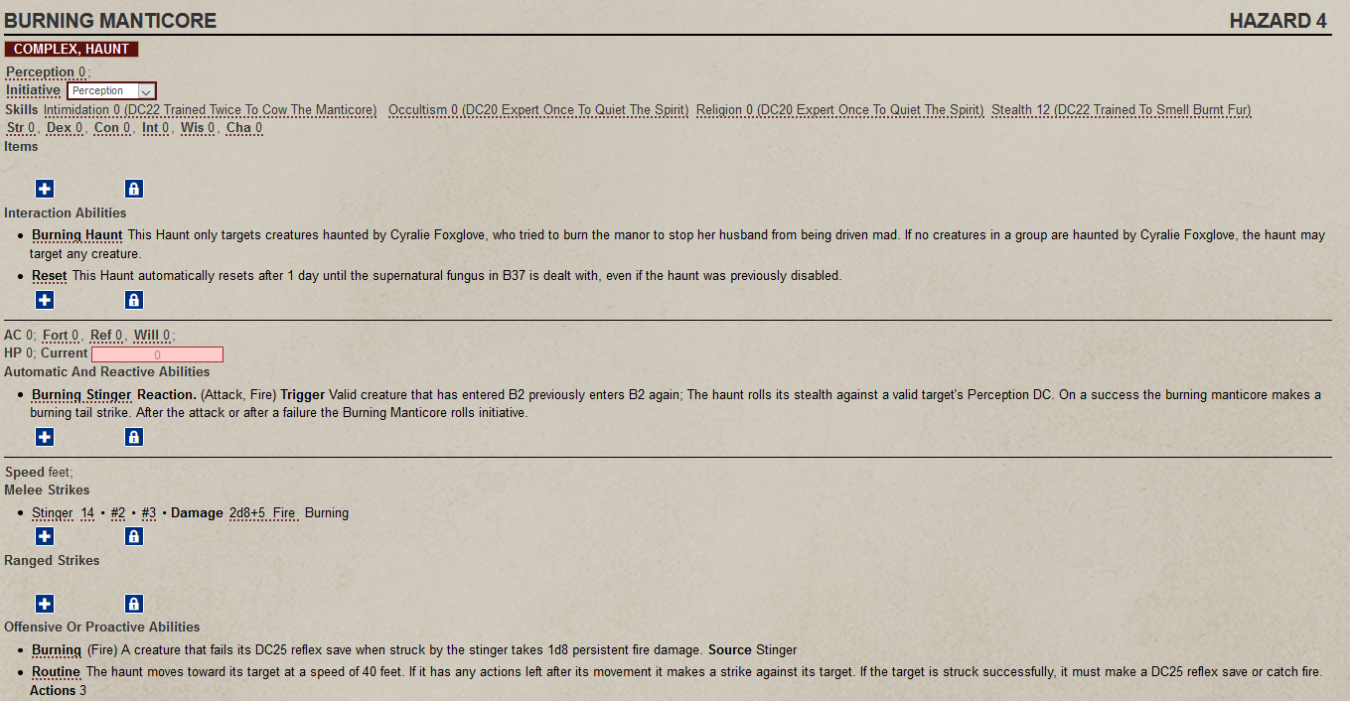 BURNING MANTICORE HAZARD 4
COMPLEX, HAUNT
Perception 0;
Initiative Perception
Skills Intimidation 0 (DC22 Trained Twice To Cow The Manticore) Occultism 0 (DC20 Expert Once To Quiet The Spirit) Religion 0 (DC20 Expert Once To Quiet The Spirit) Stealth 12 (DC22 Trained To Smell Burnt Fur)
Str 0, Dex 0, Con 0, Int 0, Wis 0, Cha 0
Items
Interaction Abilities
• Burning Haunt This Haunt only targets creatures haunted by Cyralie Foxglove, who tried to burn the manor to stop her husband from being driven mad. If no creatures in a group are haunted by Cyralie Foxglove, the haunt may
target any creature.
• Reset This Haunt automatically resets after 1 day until the supernatural fungus in B37 is dealt with, even if the haunt was previously disabled.
AC 0; Fort 0, Ref 0, Will 0;
HP 0; Current 0
Automatic And Reactive Abilities
• Burning Stinger Reaction. (Attack, Fire) Trigger Valid creature that has entered B2 previously enters B2 again; The haunt rolls its stealth against a valid target's Perception DC. On a success the burning manticore makes a
burning tail strike. After the attack or after a failure the Burning Manticore rolls initiative.
Speed feet;
Melee Strikes
• Stinger 14 • #2 • #3 • Damage 2d8+5 Fire Burning
Ranged Strikes
Offensive Or Proactive Abilities
• Burning (Fire) A creature that fails its DC25 reflex save when struck by the stinger takes 1d8 persistent fire damage. Source Stinger
• Routine The haunt moves toward its target at a speed of 40 feet. If it has any actions left after its movement it makes a strike against its target. If the target is struck successfully, it must make a DC25 reflex save or catch fire.
Actions 3